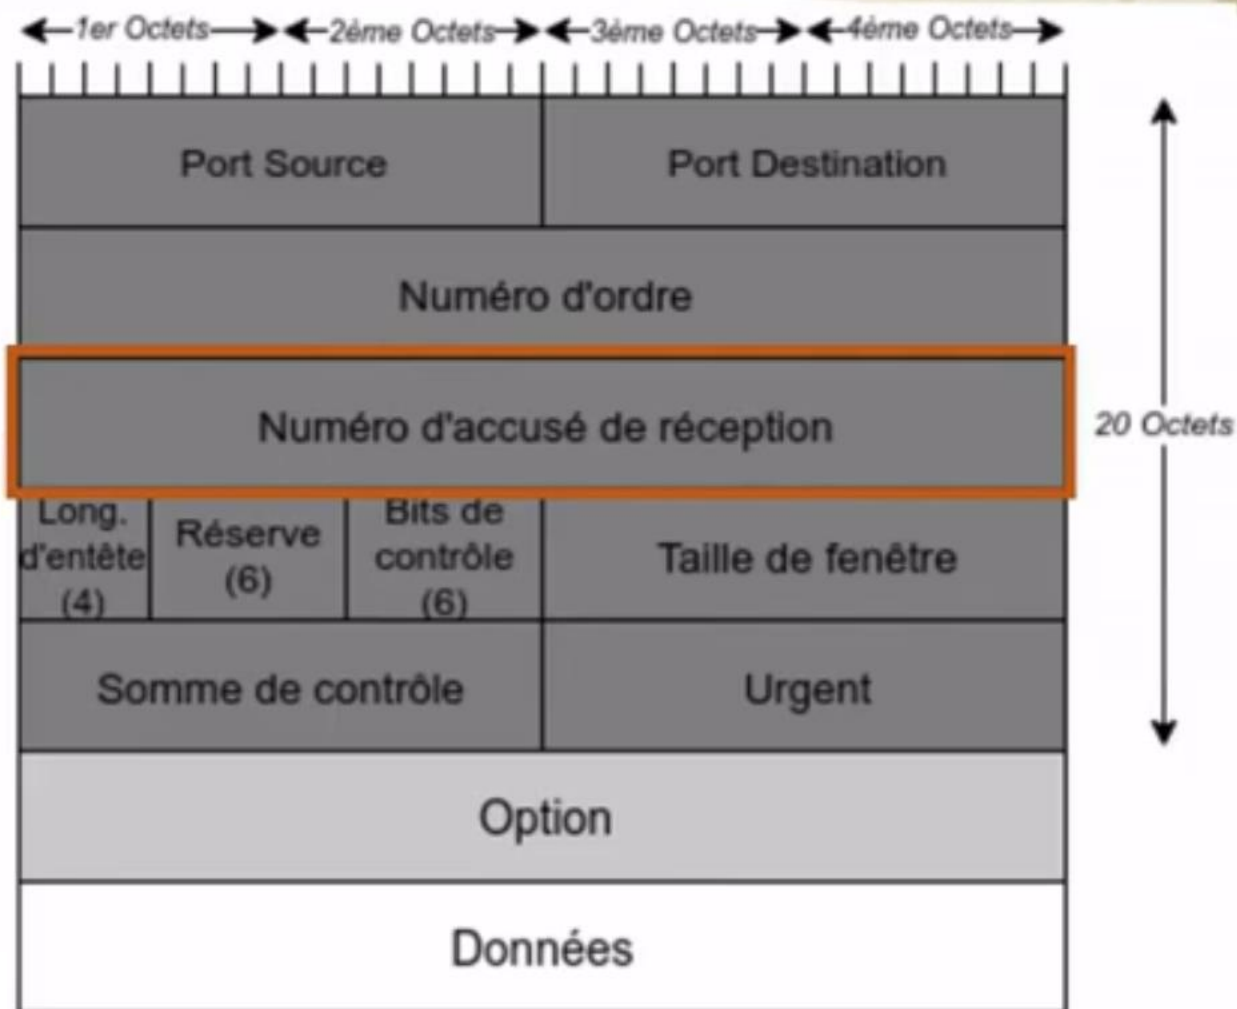 1er Octets 2ème Octets 3ème Octets 4ème Octets
Port Source Port Destination
Numéro d'ordre
Numéro d'accusé de réception
20 Octets
Long.
d'entête
(4)
Réserve
(6)
Bits de
contrôle
(6)
Taille de fenêtre
Somme de contrôle Urgent
Option
Données